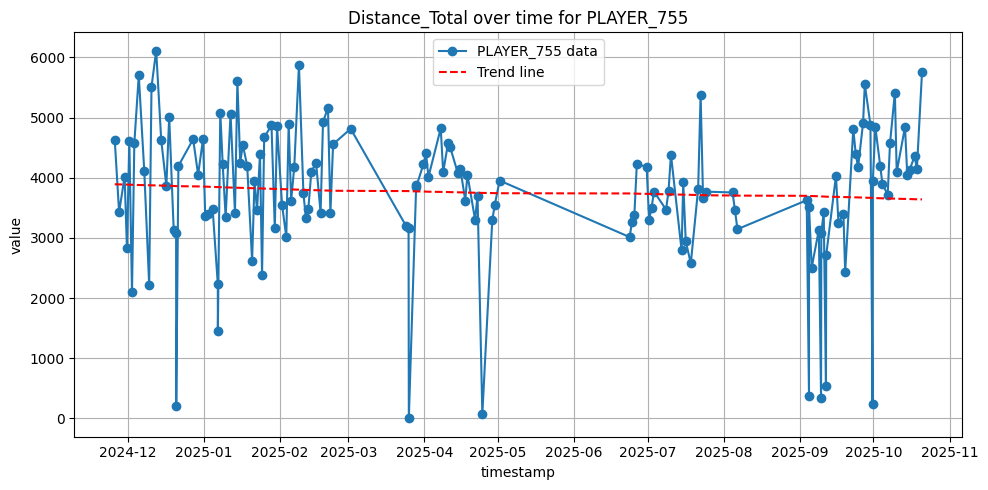 Distance_Total over time for PLAYER_755
PLAYER_755 data
Trend line
value
6000
5000
4000
3000
2000
1000
0
2024-12 2025-01 2025-02 2025-03 2025-04 2025-05 2025-06 2025-07 2025-08 2025-09 2025-10 2025-11
timestamp